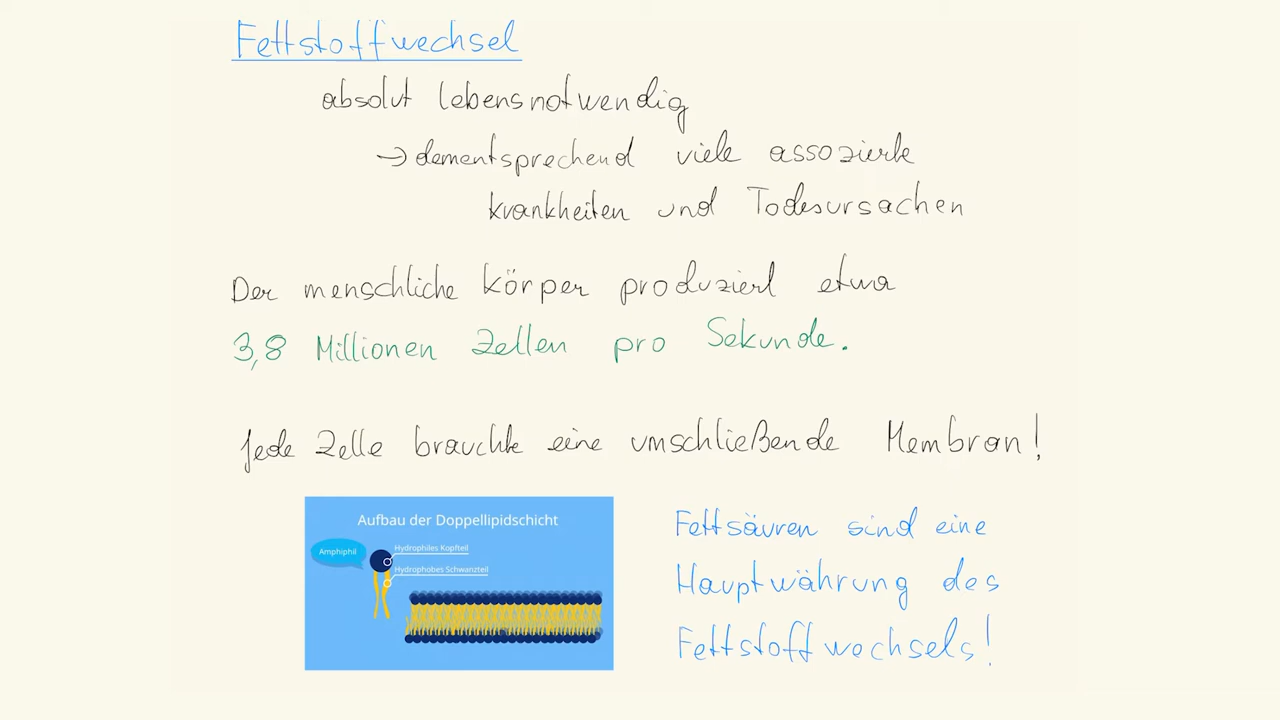 Fettstoffwechsel
absolut lebensnotwendig
→ dementsprechend viele assozierte
krankheiten und Todesursachen
Der menschliche körper produziert etwa
3,8 Millionen Zellen pro Sekunde.
Jede Zelle brauchte eine umschließende Membran!
Aufbau der Doppellipidschicht
Amphiphil
Hydrophiles Kopfteil
Hydrophobes Schwanzteil
Fettsäuren sind eine
Hauptwährung des
Fettstoffwechsels!